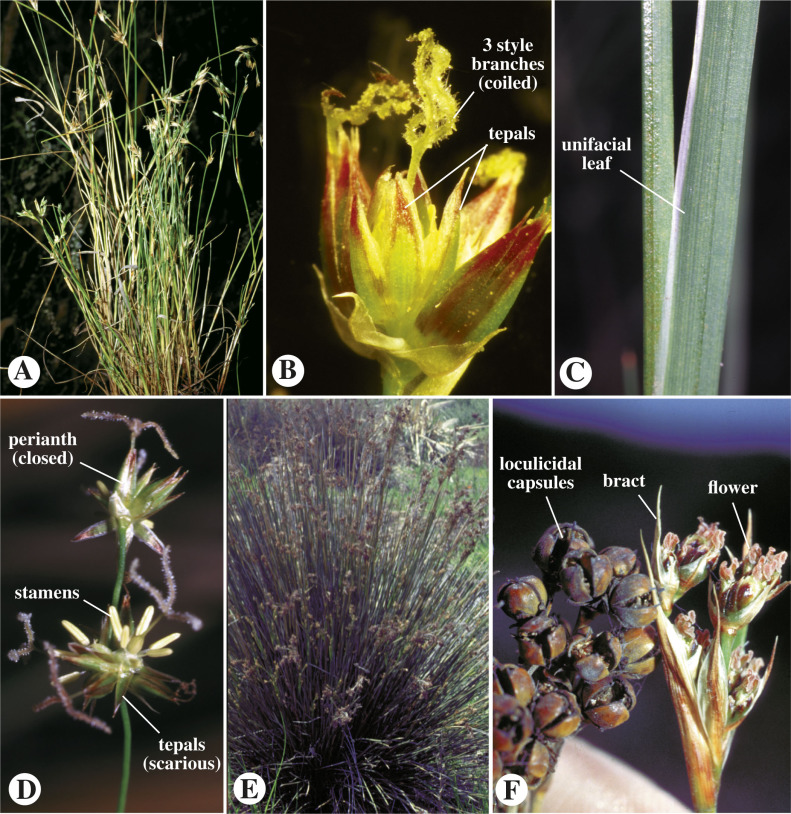 A
3 style
branches
(coiled)
tepals
B
unifacial
leaf
C
perianth
(closed)
stamens
tepals
(scarious)
D
E
loculicidal
capsules
bract
flower
F